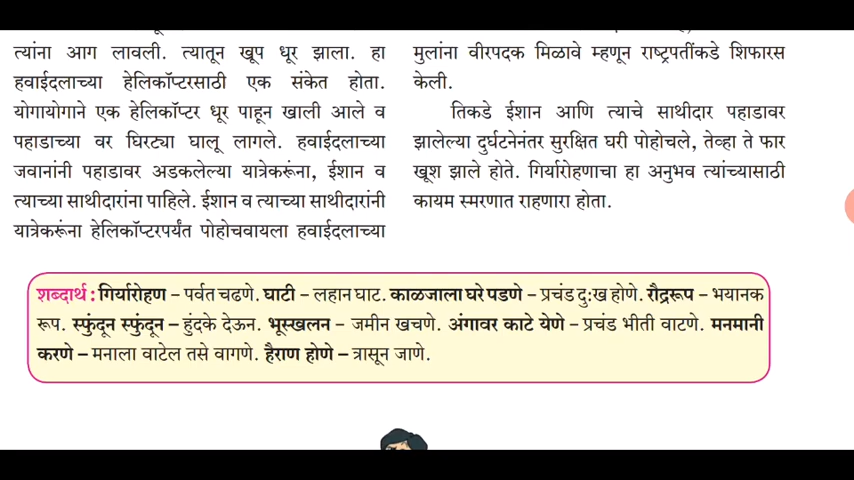 त्यांना आग लावली. त्यातून खूप धूर झाला. हा
हवाईदलाच्या हेलिकॉप्टरसाठी एक संकेत होता.
योगायोगाने एक हेलिकॉप्टर धूर पाहून खाली आले व
पहाडाच्या वर घिरट्या घालू लागले. हवाईदलाच्या
जवानांनी पहाडावर अडकलेल्या यात्रेकरूंना, ईशान व
त्याच्या साथीदारांना पाहिले. ईशान व त्याच्या साथीदारांनी
यात्रेकरूंना हेलिकॉप्टरपर्यंत पोहोचवायला हवाईदलाच्या
मुलांना वीरपदक मिळावे म्हणून राष्ट्रपतींकडे शिफारस
केली.
तिकडे ईशान आणि त्याचे साथीदार पहाडावर
झालेल्या दुर्घटनेनंतर सुरक्षित घरी पोहोचले, तेव्हा ते फार
खूश झाले होते. गिर्यारोहणाचा हा अनुभव त्यांच्यासाठी
कायम स्मरणात राहणारा होता.
शब्दार्थ : गिर्यारोहण – पर्वत चढणे. घाटी – लहान घाट. काळजाला घरे पडणे – प्रचंड दुःख होणे. रौद्ररूप – भयानक
रूप. स्फुंदून स्फुंदून – हुंदके देऊन. भूस्खलन – जमीन खचणे. अंगावर काटे येणे – प्रचंड भीती वाटणे. मनमानी
करणे – मनाला वाटेल तसे वागणे. हैराण होणे – त्रासून जाणे.